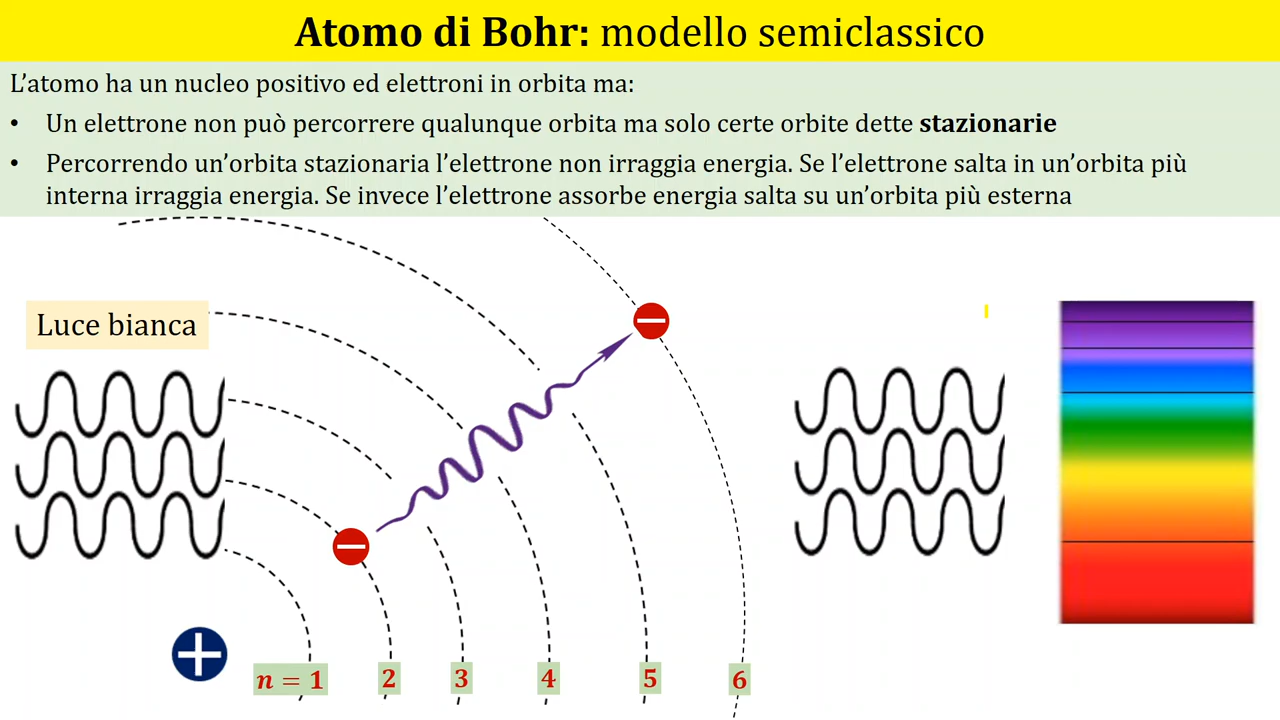 Atomo di Bohr: modello semiclassico
L’atomo ha un nucleo positivo ed elettroni in orbita ma:
• Un elettrone non può percorrere qualunque orbita ma solo certe orbite dette stazionarie
• Percorrendo un’orbita stazionaria l’elettrone non irraggia energia. Se l’elettrone salta in un’orbita più
interna irraggia energia. Se invece l’elettrone assorbe energia salta su un’orbita più esterna
Luce bianca
n = 1 2 3 4 5 6